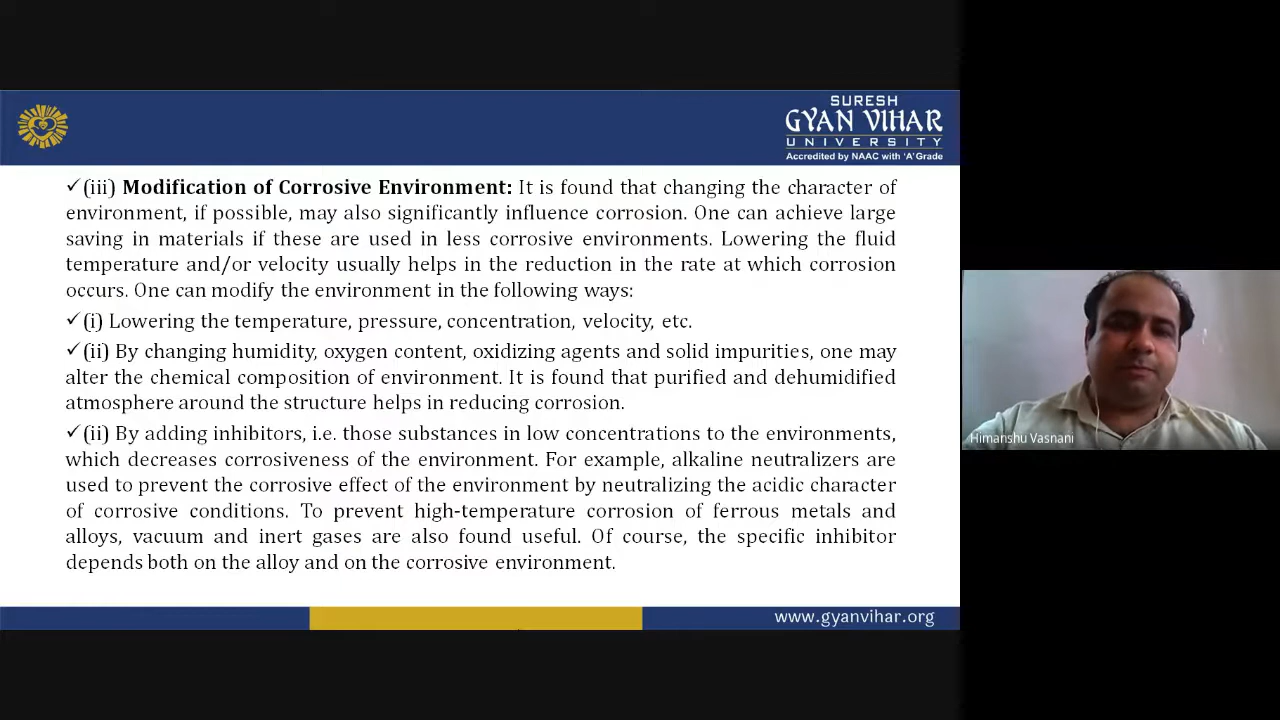 SURESH
GYAN VIHAR
UNIVERSITY
Accredited by NAAC with 'A' Grade
✓(iii) Modification of Corrosive Environment: It is found that changing the character of
environment, if possible, may also significantly influence corrosion. One can achieve large
saving in materials if these are used in less corrosive environments. Lowering the fluid
temperature and/or velocity usually helps in the reduction in the rate at which corrosion
occurs. One can modify the environment in the following ways:
✓(i) Lowering the temperature, pressure, concentration, velocity, etc.
✓(ii) By changing humidity, oxygen content, oxidizing agents and solid impurities, one may
alter the chemical composition of environment. It is found that purified and dehumidified
atmosphere around the structure helps in reducing corrosion.
✓(ii) By adding inhibitors, i.e. those substances in low concentrations to the environments,
which decreases corrosiveness of the environment. For example, alkaline neutralizers are
used to prevent the corrosive effect of the environment by neutralizing the acidic character
of corrosive conditions. To prevent high-temperature corrosion of ferrous metals and
alloys, vacuum and inert gases are also found useful. Of course, the specific inhibitor
depends both on the alloy and on the corrosive environment.
www.gyanvihar.org
Himanshu Vasnani